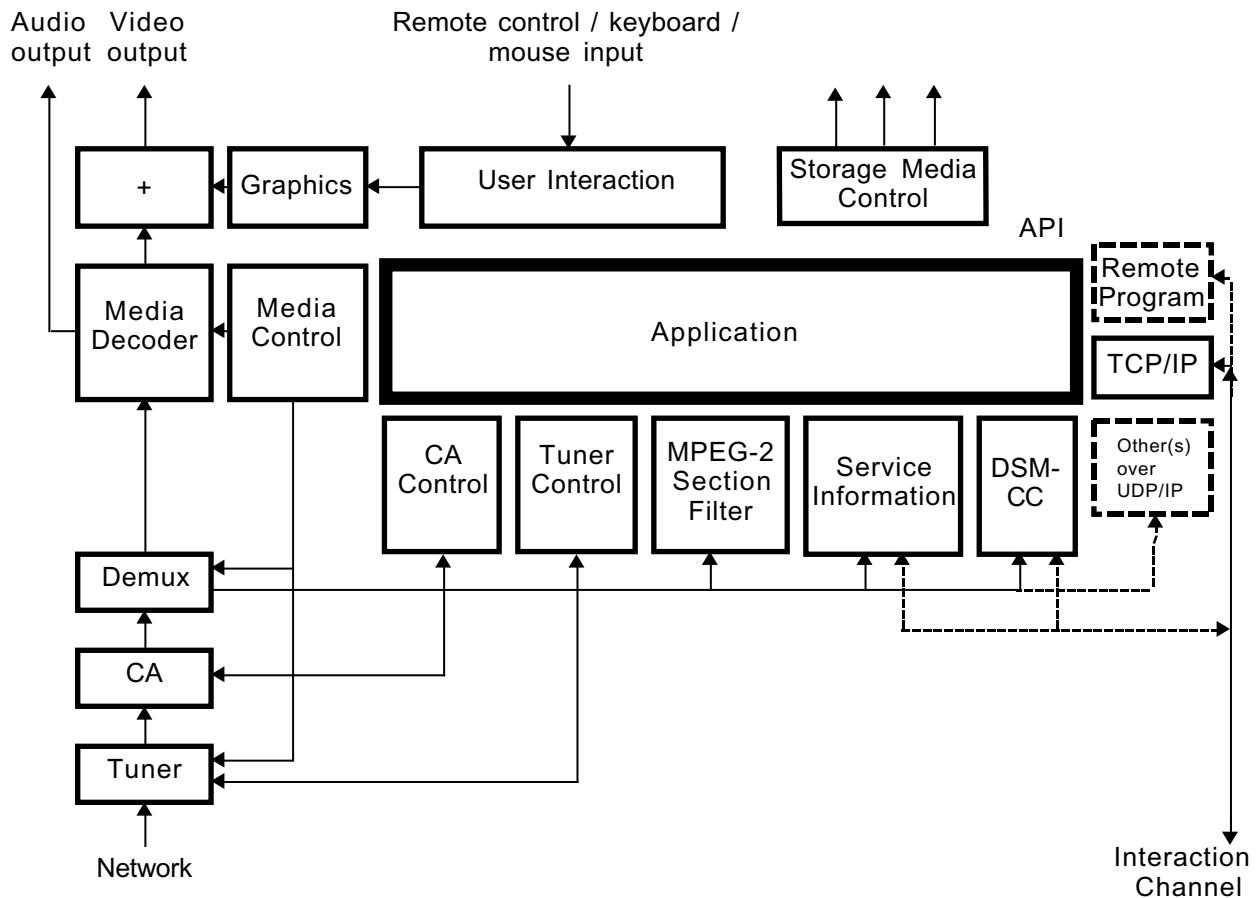 Audio Video
output output
Remote control / keyboard /
mouse input
+
Graphics
User Interaction
Storage Media
Control
API
Media
Decoder
Media
Control
Application
Remote
Program
TCP/IP
CA
Control
Tuner
Control
MPEG-2
Section
Filter
Service
Information
DSM-
CC
Other(s)
over
UDP/IP
Demux
CA
Tuner
Network
Interaction
Channel